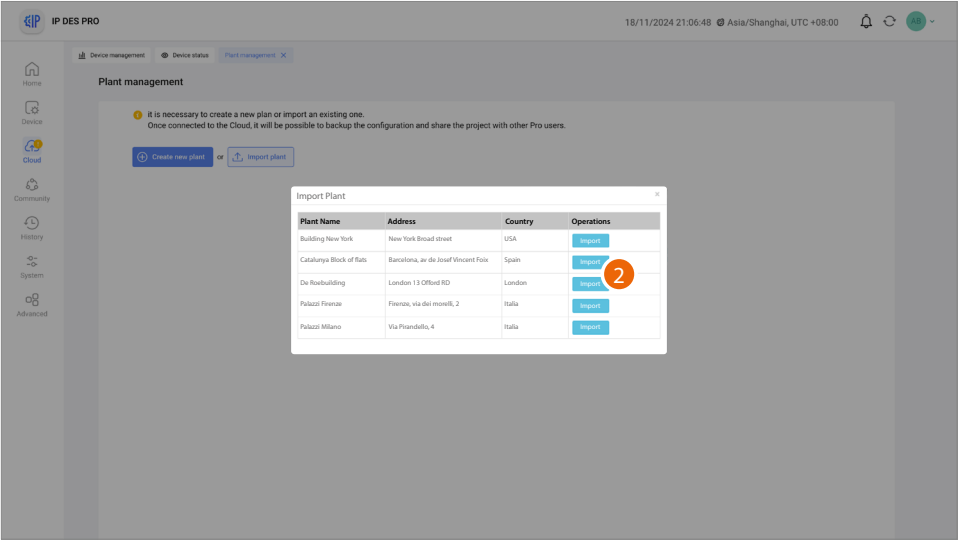 IP IP DES PRO 18/11/2024 21:06:48 Asia/Shanghai, UTC +08:00 AB
Device management Device status Plant management X
Home
Plant management
Device
it is necessary to create a new plan or import an existing one.
Once connected to the Cloud, it will be possible to backup the configuration and share the project with other Pro users.
Cloud
Create new plant or Import plant
Community
History
System
Advanced
Import Plant ×
Plant Name Address Country Operations
Building New York New York Broad street USA Import
Catalunya Block of flats Barcelona, av de Josef Vincent Foix Spain Import
2
De Roebuilding London 13 Offord RD London Import
Palazzi Firenze Firenze, via dei morelli, 2 Italia Import
Palazzi Milano Via Pirandello, 4 Italia Import